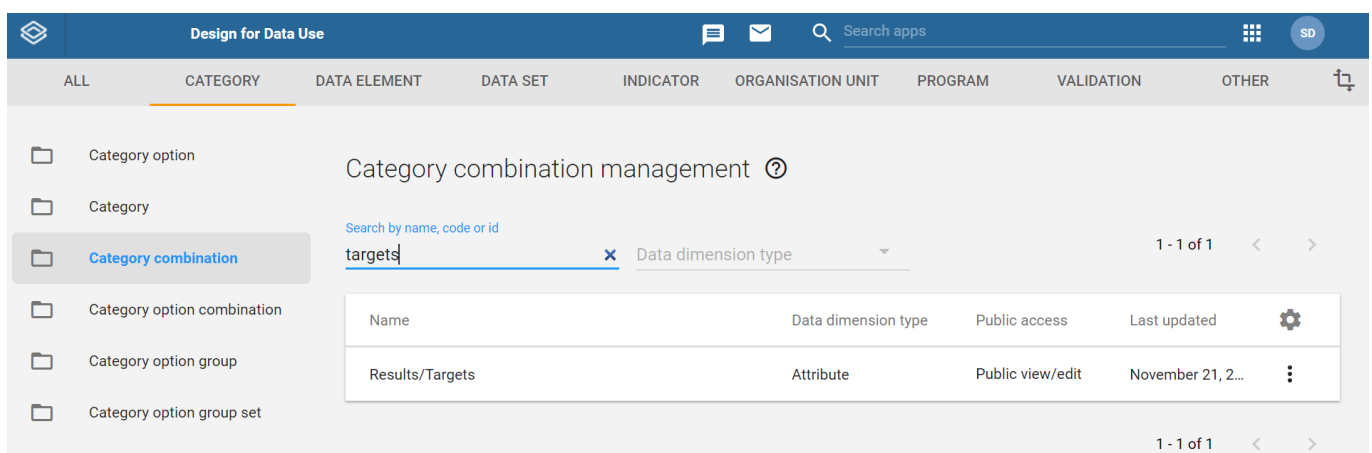 Design for Data Use
Search apps
SD
ALL CATEGORY DATA ELEMENT DATA SET INDICATOR ORGANISATION UNIT PROGRAM VALIDATION OTHER
Category option
Category
Category combination
Category option combination
Category option group
Category option group set
Category combination management
Search by name, code or id
targets
Data dimension type
1 - 1 of 1
Name Data dimension type Public access Last updated
Results/Targets Attribute Public view/edit November 21, 2...
1 - 1 of 1